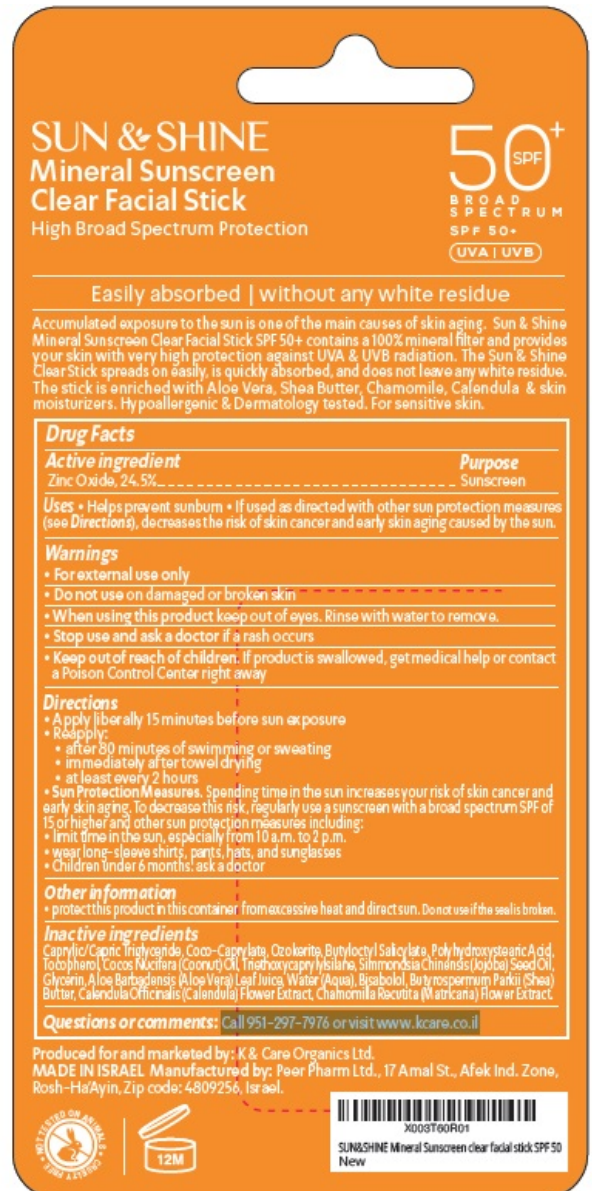 SUN & SHINE
Mineral Sunscreen
Clear Facial Stick
High Broad Spectrum Protection
50+
SPF
BROAD
SPECTRUM
SPF 50+
UVA | UVB
Easily absorbed | without any white residue
Accumulated exposure to the sun is one of the main causes of skin aging. Sun & Shine
Mineral Sunscreen Clear Facial Stick SPF 50+ contains a 100% mineral filter and provides
your skin with very high protection against UVA & UVB radiation. The Sun & Shine
Clear Stick spreads on easily, is quickly absorbed, and does not leave any white residue.
The stick is enriched with Aloe Vera, Shea Butter, Chamomile, Calendula & skin
moisturizers. Hypoallergenic & Dermatology tested. For sensitive skin.
Drug Facts
Active ingredient Purpose
Zinc Oxide, 24.5% Sunscreen
Uses • Helps prevent sunburn • If used as directed with other sun protection measures
(see Directions), decreases the risk of skin cancer and early skin aging caused by the sun.
Warnings
• For external use only
• Do not use on damaged or broken skin
• When using this product keep out of eyes. Rinse with water to remove.
• Stop use and ask a doctor if a rash occurs
• Keep out of reach of children. If product is swallowed, get medical help or contact
a Poison Control Center right away
Directions
• Apply liberally 15 minutes before sun exposure
• Reapply:
• after 80 minutes of swimming or sweating
• immediately after towel drying
• at least every 2 hours
• Sun Protection Measures. Spending time in the sun increases your risk of skin cancer and
early skin aging. To decrease this risk, regularly use a sunscreen with a broad spectrum SPF of
15 or higher and other sun protection measures including:
• limit time in the sun, especially from 10 a.m. to 2 p.m.
• wear long-sleeve shirts, pants, hats, and sunglasses
• Children under 6 months: ask a doctor
Other information
• protect this product in this container from excessive heat and direct sun. Do not use if the seal is broken.
Inactive ingredients
Caprylic/Capric Triglyceride, Coco-Caprylate, Ozokerite, Butyloctyl Salicylate, Polyhydroxystearic Acid,
Tocopherol, Cocos Nucifera (Coconut) Oil, Triethoxycaprylylsilane, Simmondsia Chinensis (Jojoba) Seed Oil,
Glycerin, Aloe Barbadensis (Aloe Vera) Leaf Juice, Water (Aqua), Bisabolol, Butyrospermum Parkii (Shea)
Butter, Calendula Officinalis (Calendula) Flower Extract, Chamomilla Recutita (Matricaria) Flower Extract.
Questions or comments: Call 951-297-7976 or visit www.kcare.co.il
Produced for and marketed by: K & Care Organics Ltd.
MADE IN ISRAEL Manufactured by: Peer Pharm Ltd., 17 Amal St., Afek Ind. Zone,
Rosh-Ha'Ayin, Zip code: 4809256, Israel.
NOT TESTED ON ANIMALS • CRUELTY FREE
12M
X003T60R01
SUN&SHINE Mineral Sunscreen clear facial stick SPF 50
New